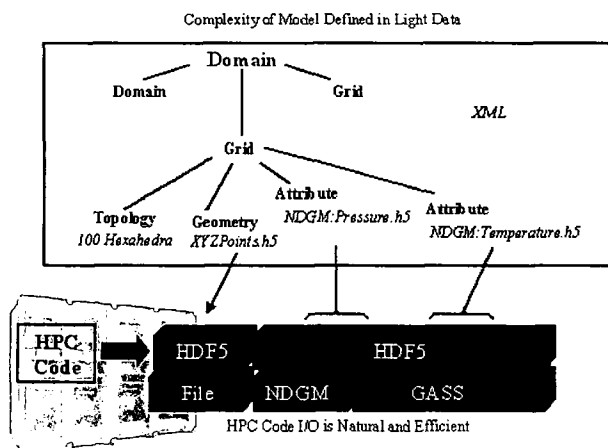 Complexity of Model Defined in Light Data
Domain
Domain
Grid
XML
Grid
Topology
100 Hexahedra
Geometry
XYZPoints.h5
Attribute
NDGM:Pressure.h5
Attribute
NDGM:Temperature.h5
HPC
Code
HDF5
HDF5
File
NDGM
GASS
HPC Code I/O is Natural and Efficient